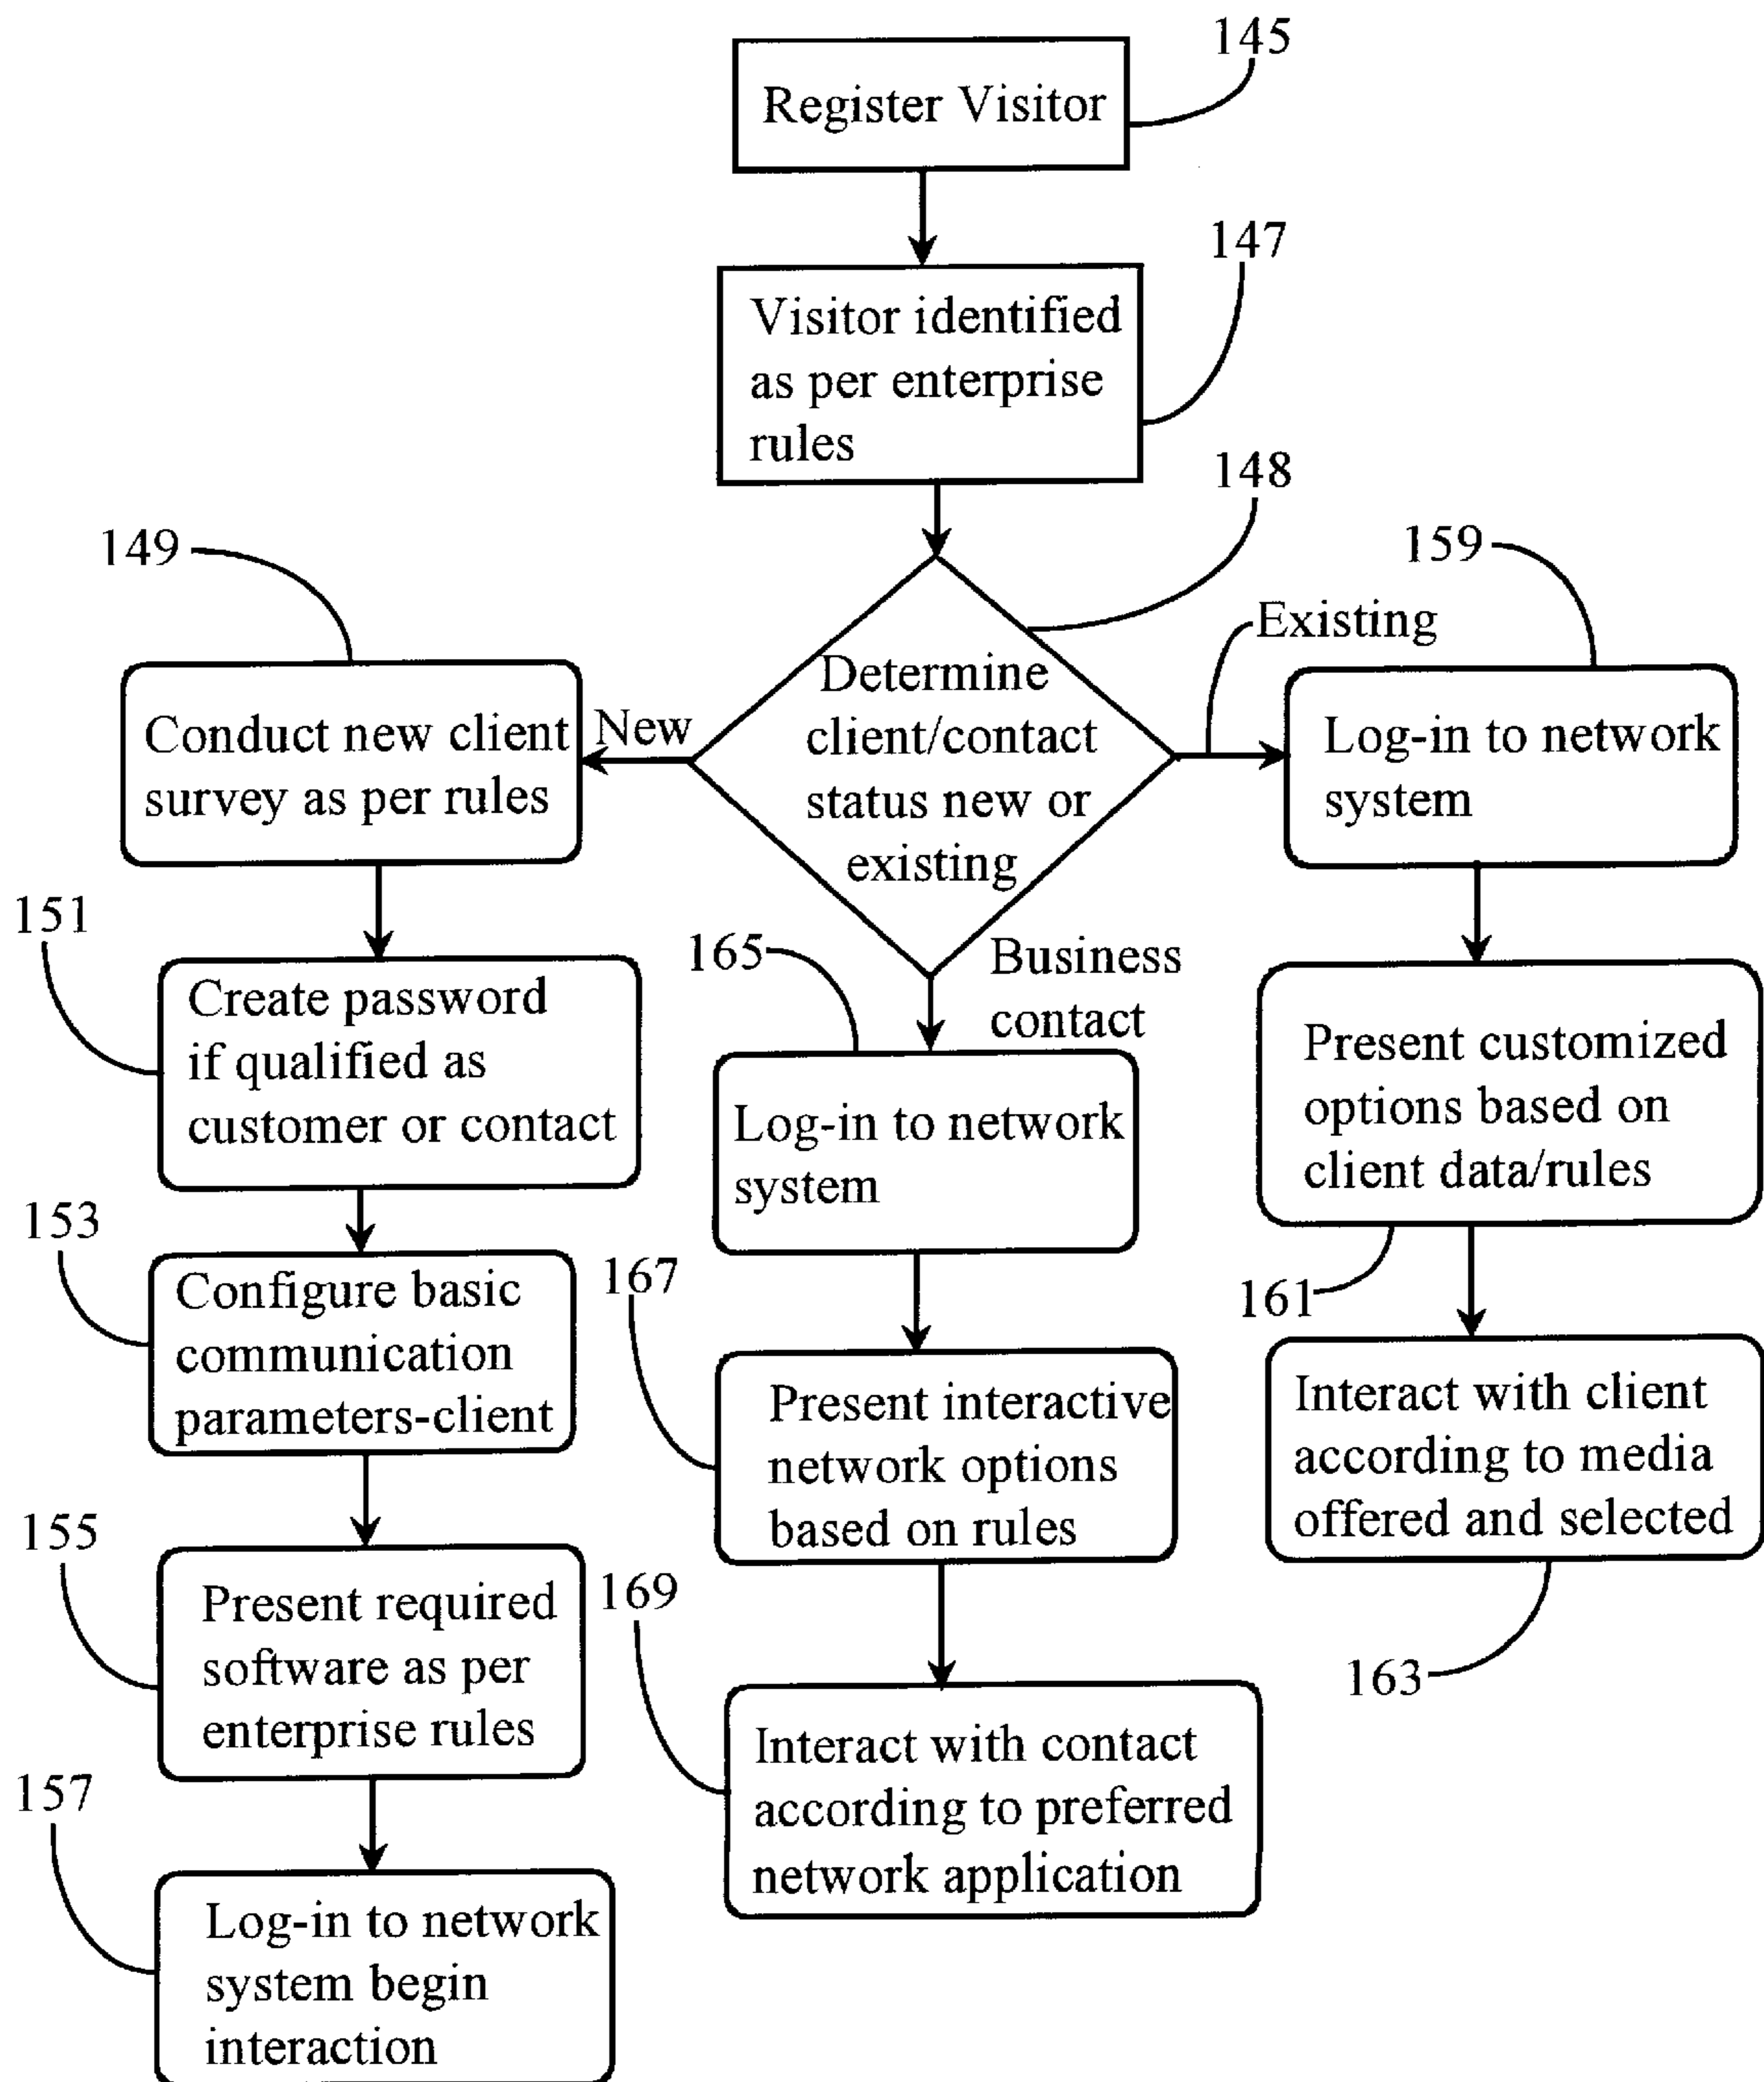 145
Register Visitor
147
Visitor identified
as per enterprise
rules
148
149
159
Existing
Determine
client/contact
status new or
existing
New
Conduct new client
survey as per rules
Log-in to network
system
151
Create password
if qualified as
customer or contact
165
Business
contact
Log-in to network
system
Present customized
options based on
client data/rules
153
Configure basic
communication
parameters-client
167
Present interactive
network options
based on rules
161
Interact with client
according to media
offered and selected
155
Present required
software as per
enterprise rules
169
Interact with contact
according to preferred
network application
163
157
Log-in to network
system begin
interaction